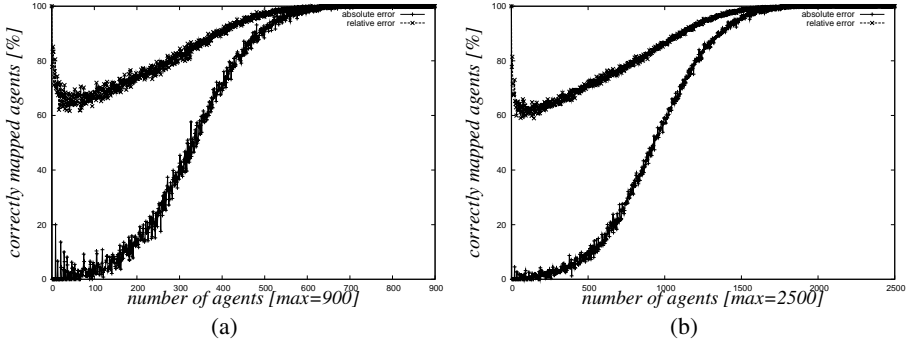 correctly mapped agents [%]
100
80
60
40
20
0
absolute error
relative error
0 100 200 300 400 500 600 700 800 900
number of agents [max=900]
(a)
correctly mapped agents [%]
100
80
60
40
20
0
absolute error
relative error
0 500 1000 1500 2000 2500
number of agents [max=2500]
(b)